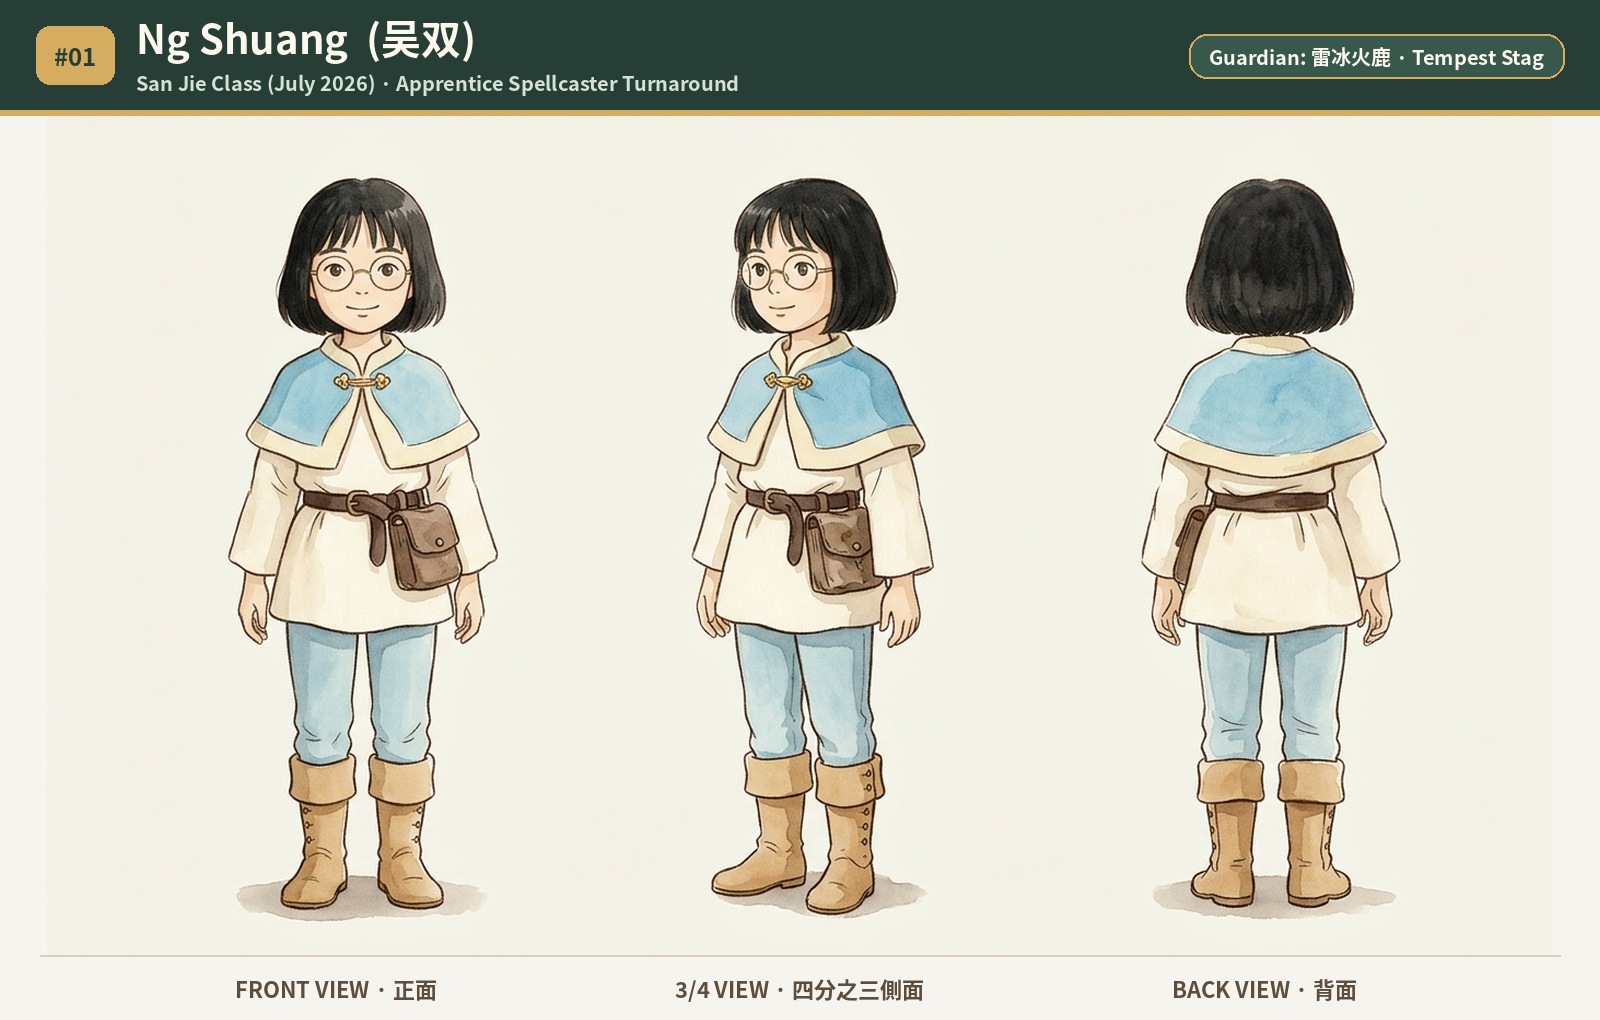 #01
Ng Shuang (吴双)
San Jie Class (July 2026) · Apprentice Spellcaster Turnaround
Guardian: 雷冰火鹿 · Tempest Stag
FRONT VIEW · 正面
3/4 VIEW · 四分之三側面
BACK VIEW · 背面